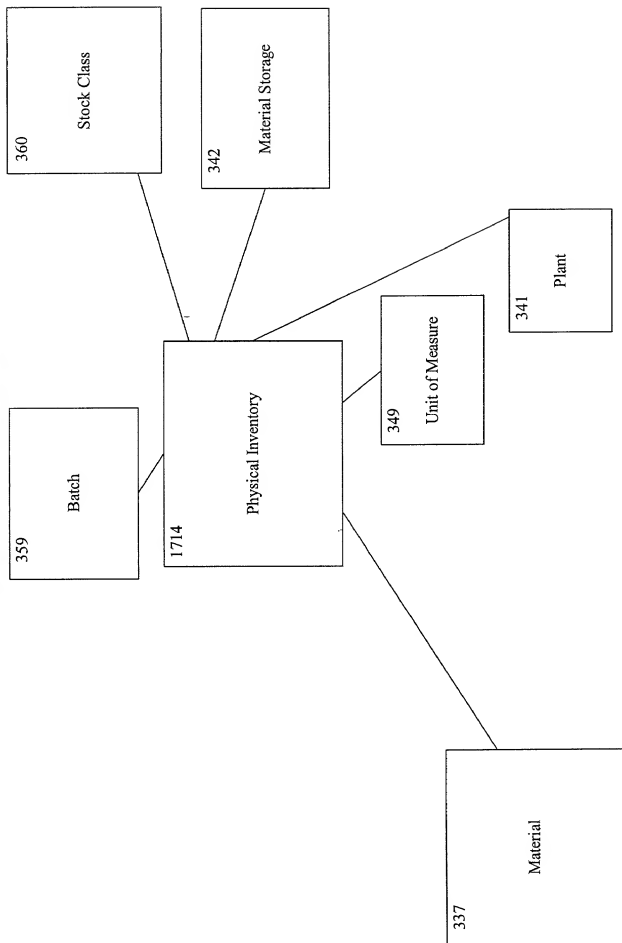 360
Stock Class
342
Material Storage
341
Plant
359
Batch
1714
Physical Inventory
349
Unit of Measure
337
Material